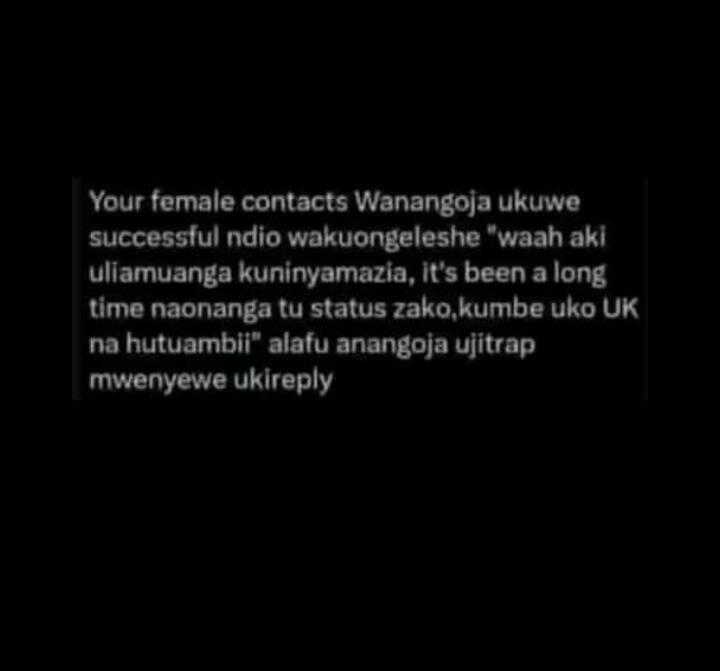 Your female contacts Wanangoja ukuwe
successful ndio wakuongeleshe "waah aki
uliamuanga kuninyamazia, it's been a long
time naonanga tu status zako,kumbe uko UK
na hutuambii" alafu anangoja ujitrap
mwenyewe ukireply